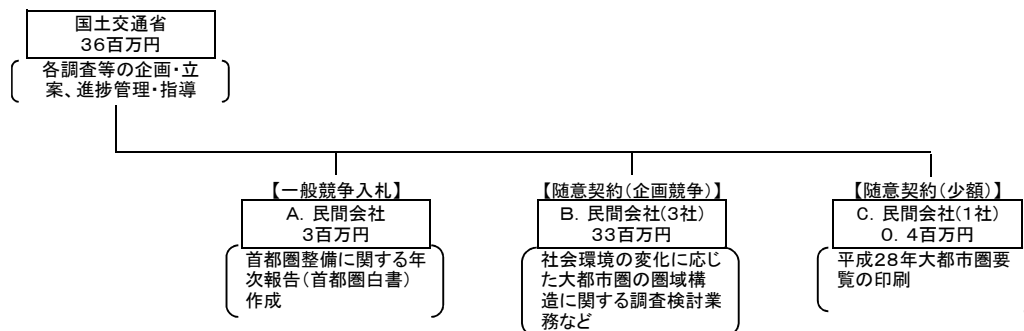 国土交通省
36百万円
各調査等の企画・立
案、進捗管理・指導
【一般競争入札】
A. 民間会社
3百万円
首都圏整備に関する年
次報告(首都圏白書)
作成
【随意契約(企画競争)】
B. 民間会社(3社)
33百万円
社会環境の変化に応じ
た大都市圏の圏域構
造に関する調査検討業
務など
【随意契約(少額)】
C. 民間会社(1社)
0.4百万円
平成28年大都市圏要
覧の印刷